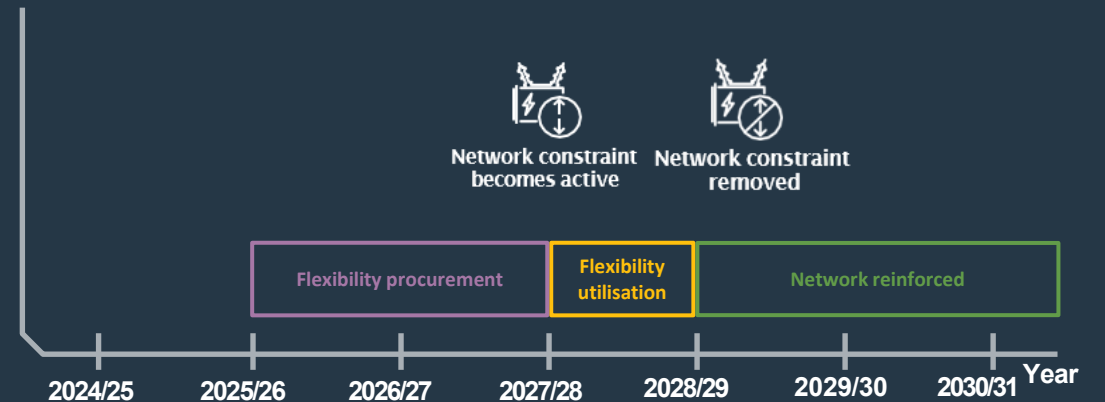 Network constraint
becomes active
Network constraint
removed
Flexibility procurement
Flexibility
utilisation
Network reinforced
2024/25
2025/26
2026/27
2027/28
2028/29
2029/30
2030/31
Year